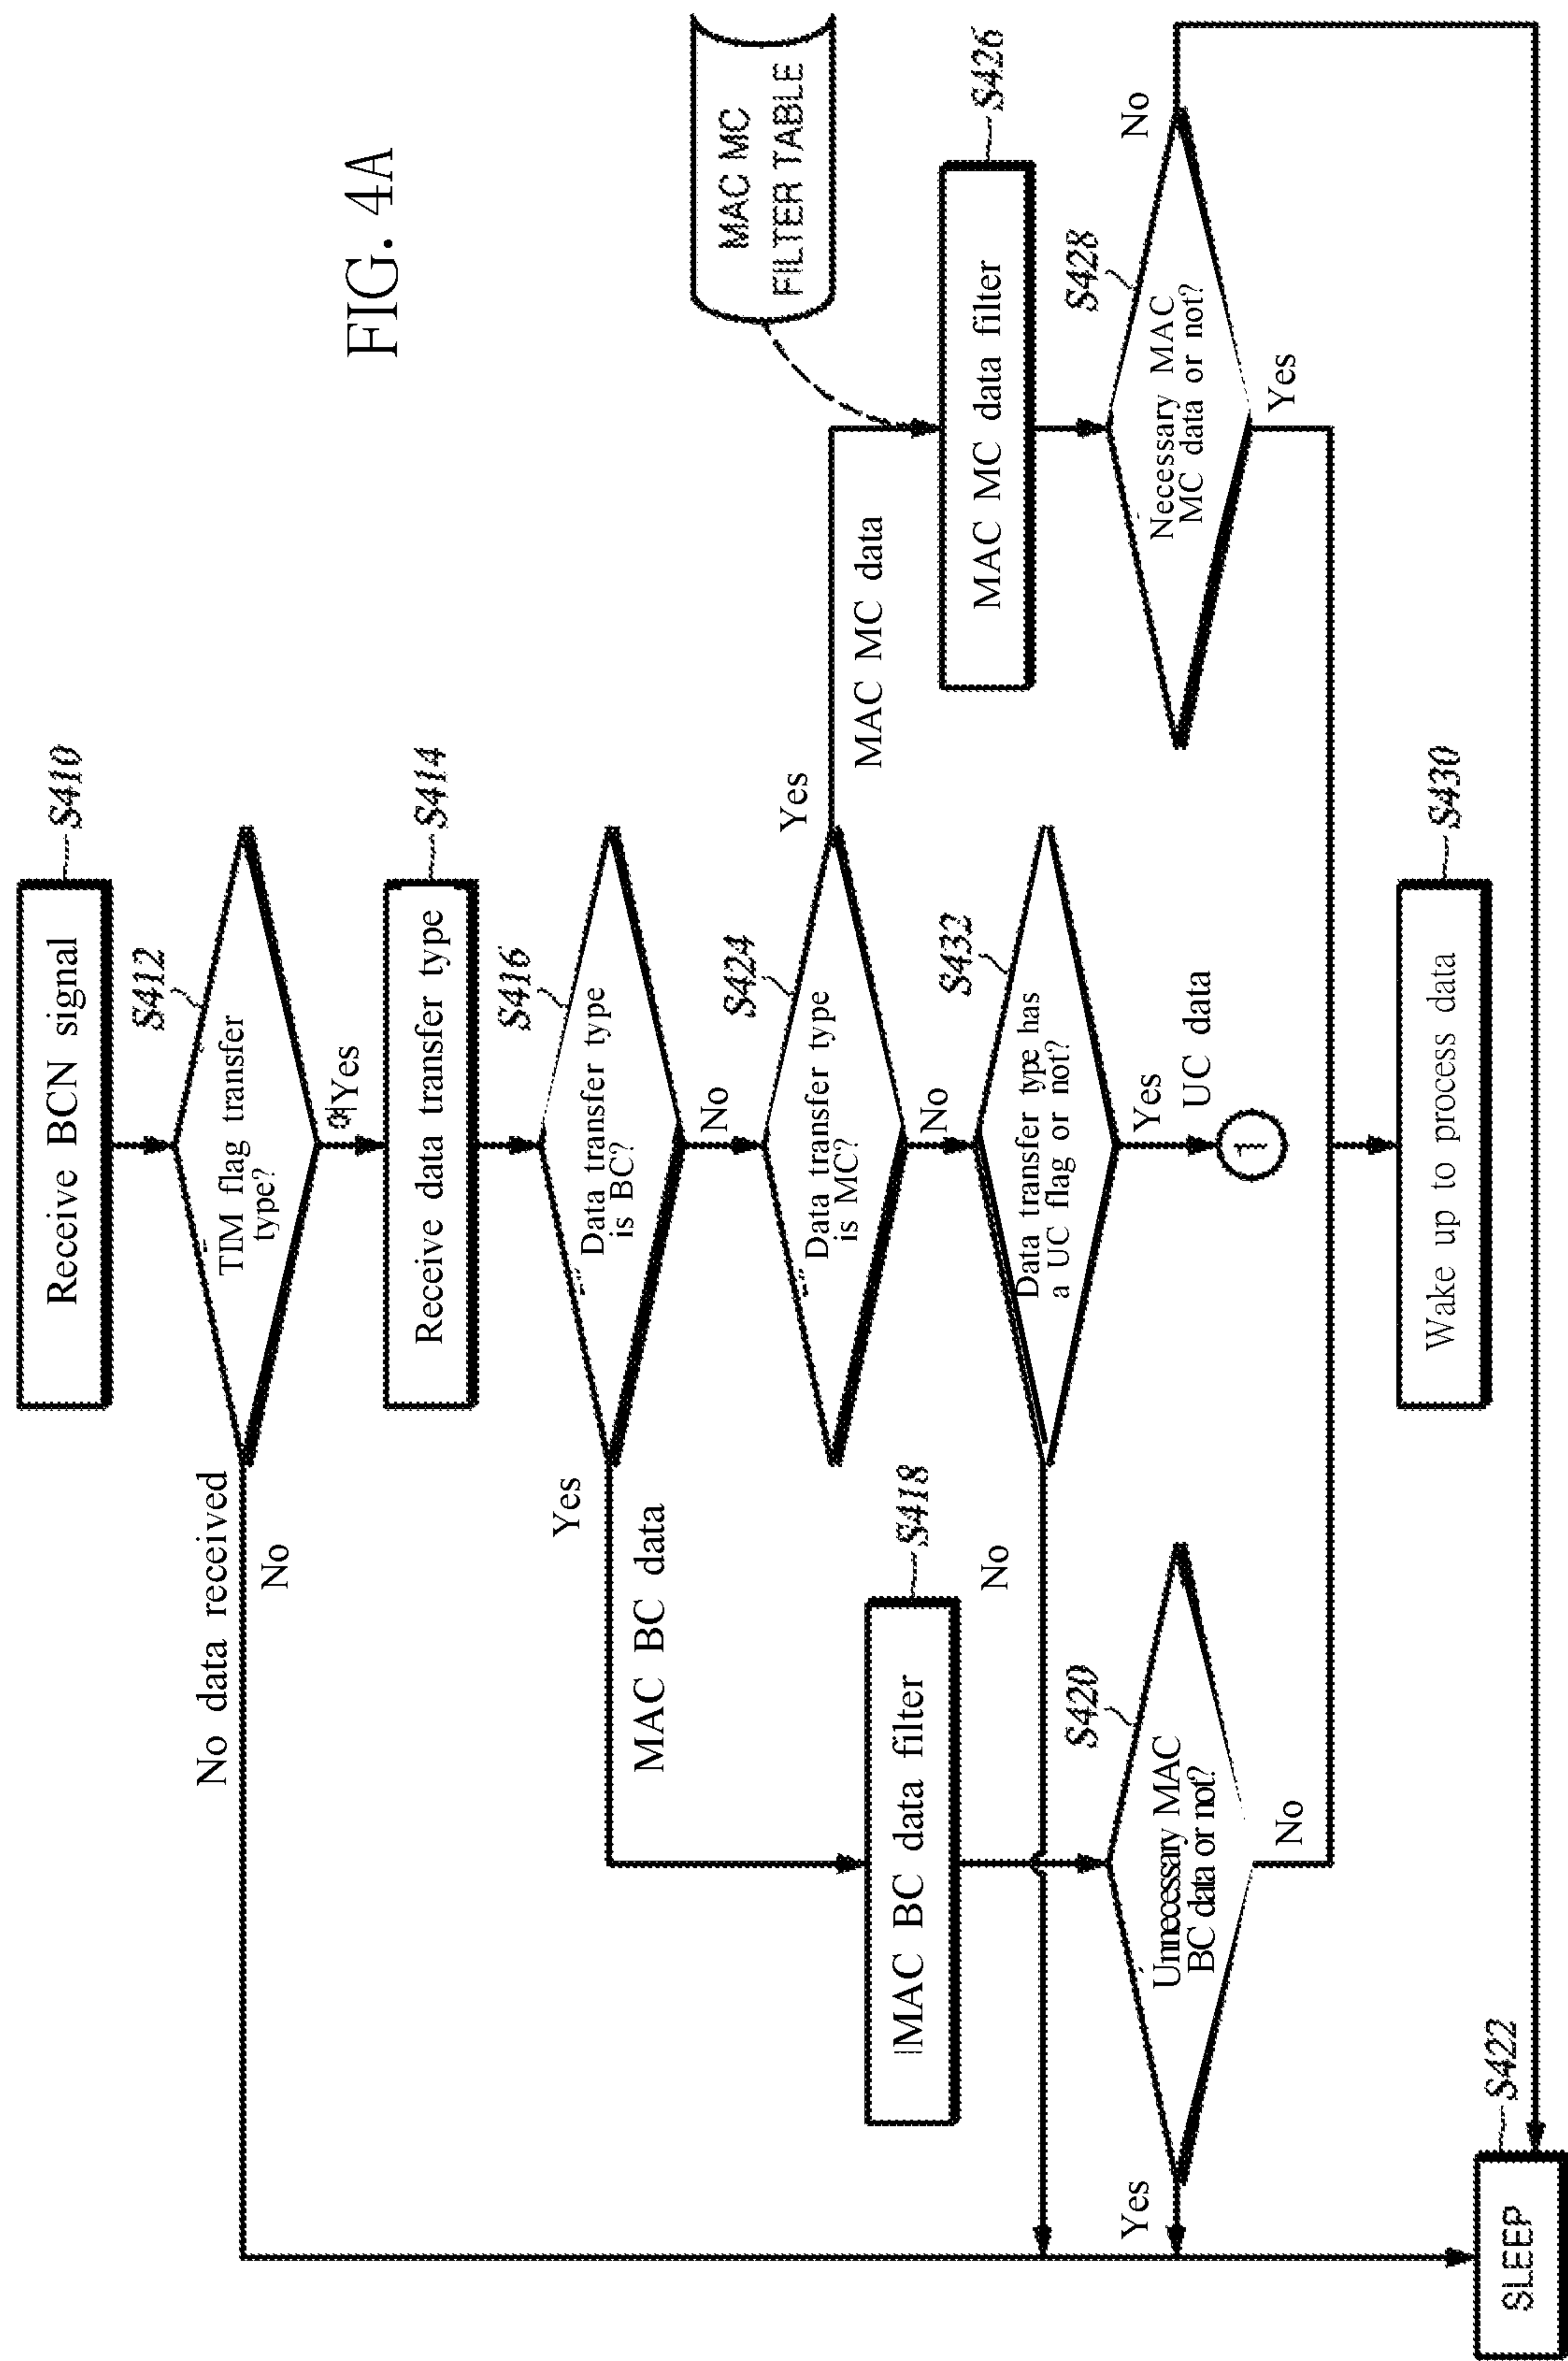 FIG. 4A
Receive BCN signal
S410
S412
TIM flag transfer
type?
No data received
No
Yes
Receive data transfer type
S414
S416
Data transfer type
is BC?
Yes
MAC BC data
No
S424
Data transfer type
is MC?
Yes
MAC MC data
No
MAC MC
FILTER TABLE
MAC BC data filter
S418
S432
Data transfer type has
a UC flag or not?
No
Yes
UC data
1
MAC MC data filter
S426
S420
Unnecessary MAC
BC data or not?
Yes
No
S428
Necessary MAC
MC data or not?
No
Yes
Wake up to process data
S430
SLEEP
S422